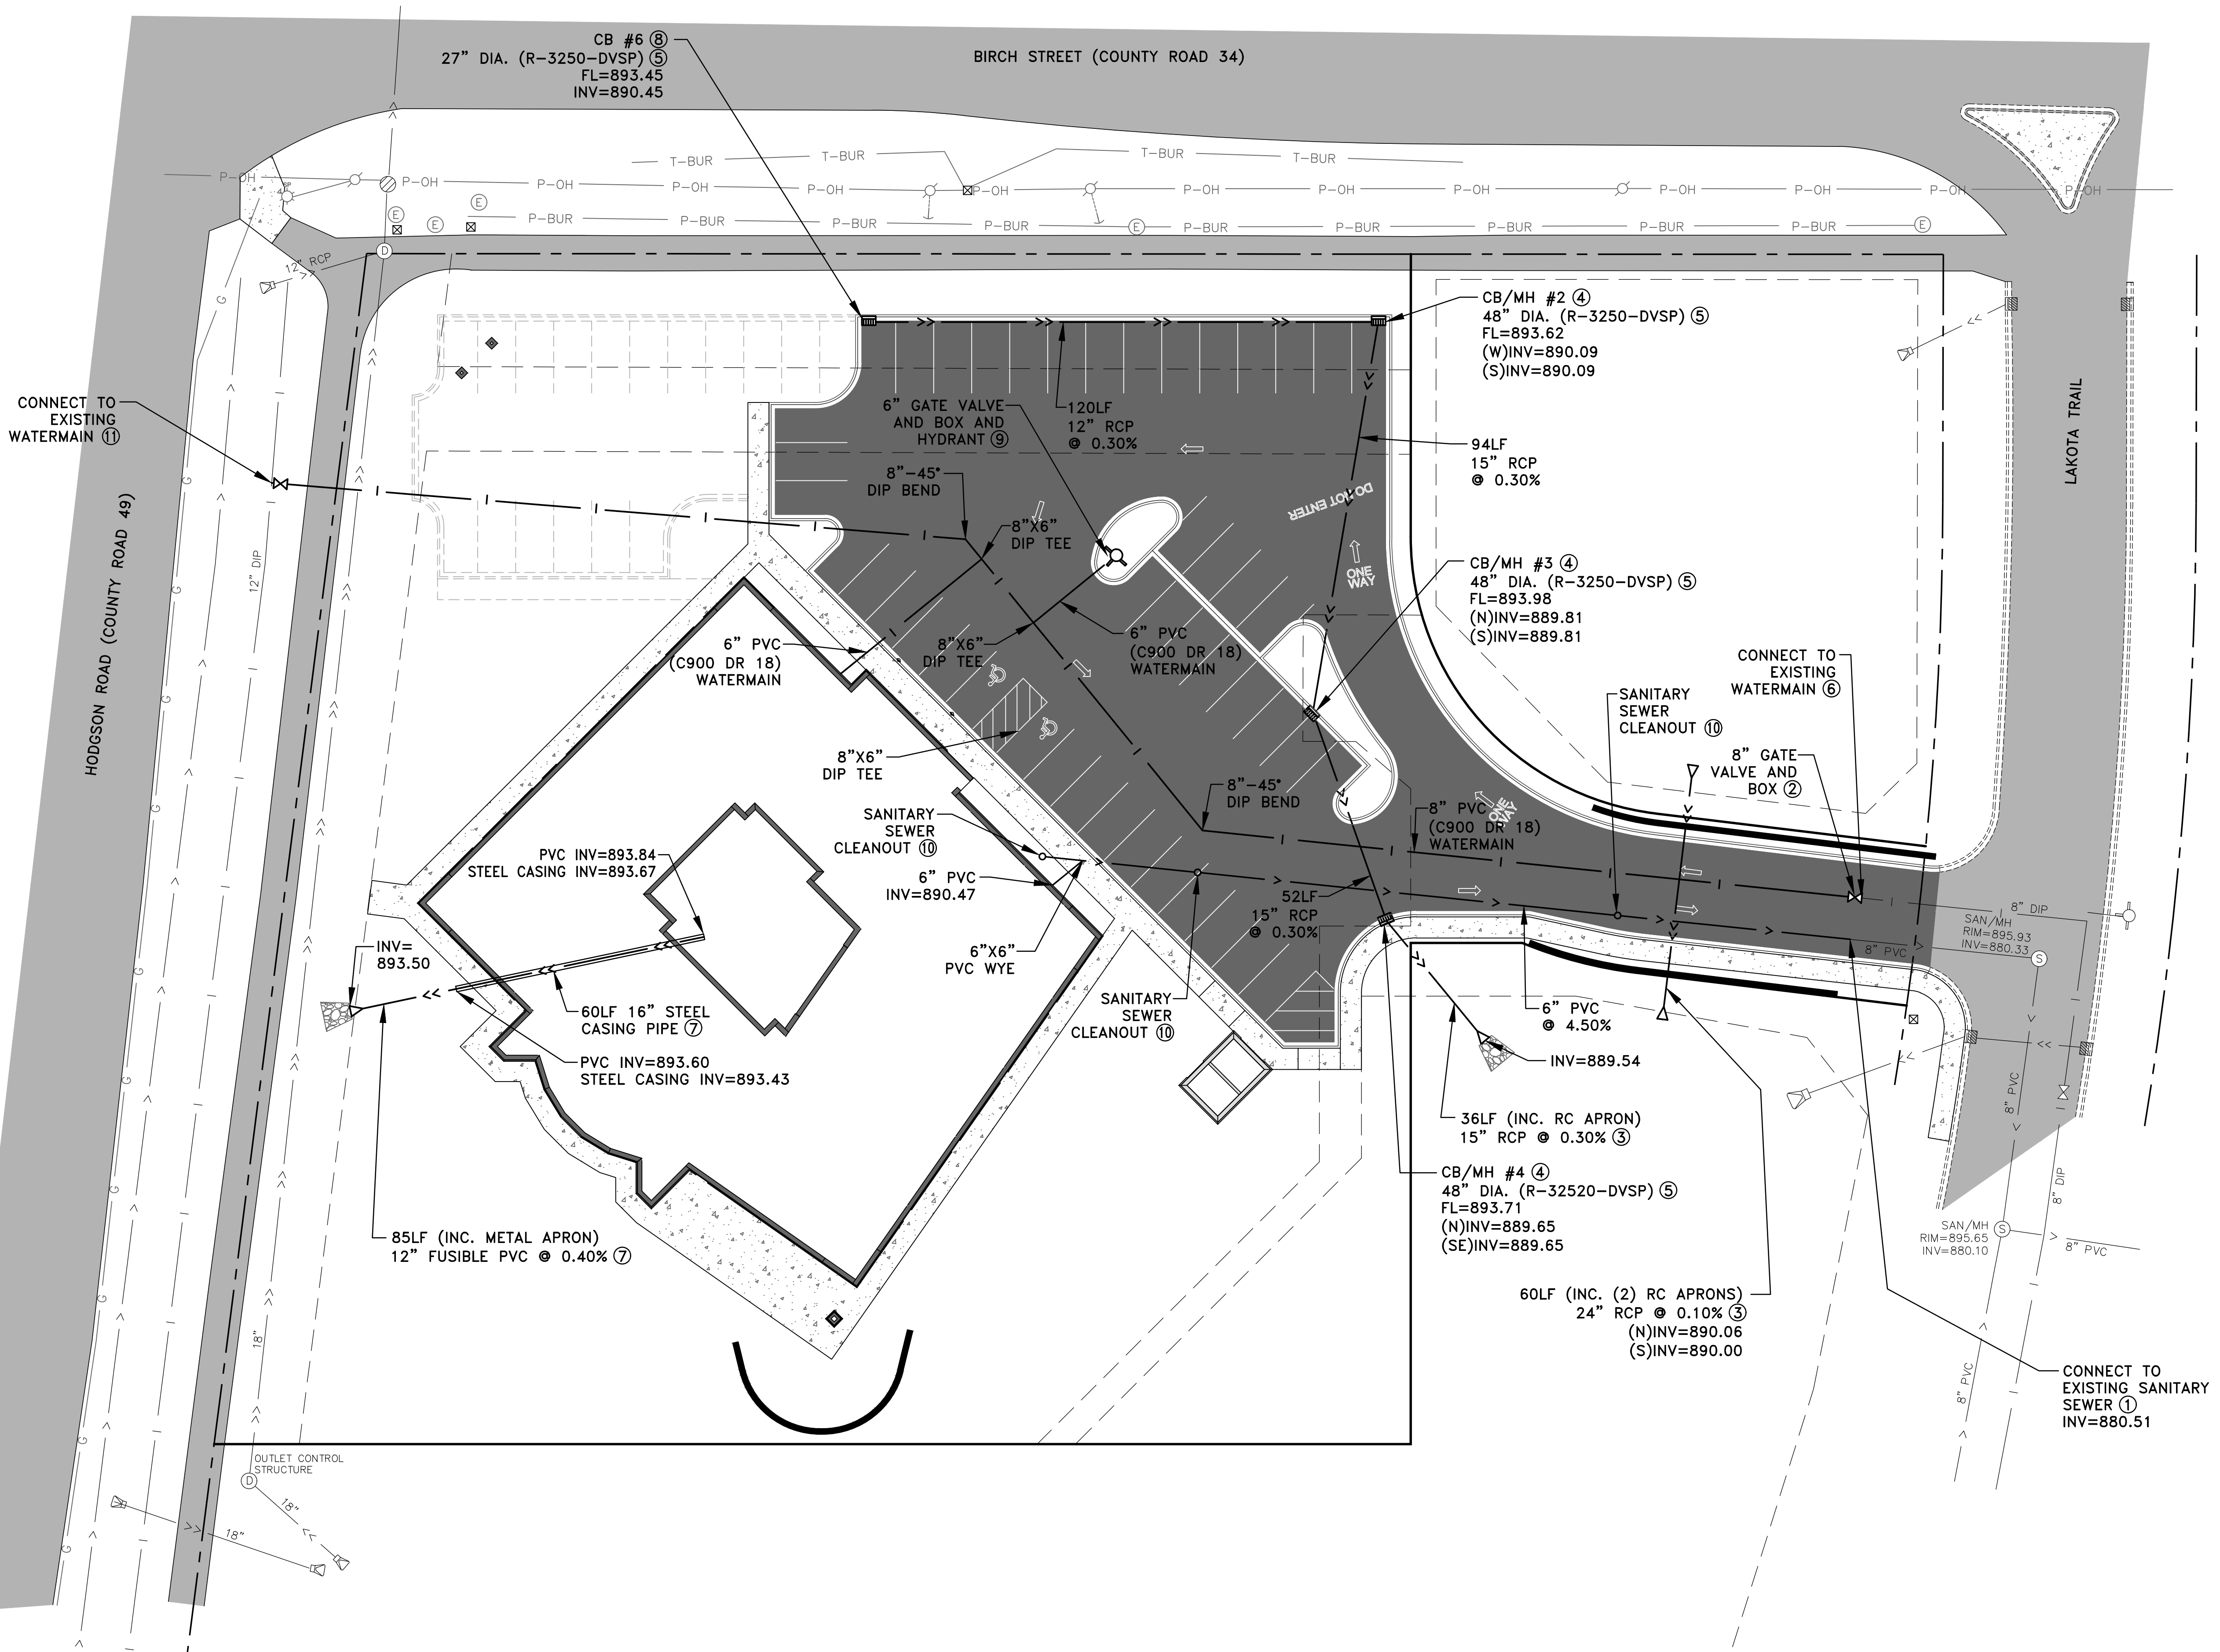 CB #6 ⑧
27" DIA. (R-3250-DVSP) ⑤
FL=893.45
INV=890.45
BIRCH STREET (COUNTY ROAD 34)
T-BUR
T-BUR
T-BUR
T-BUR
P-OH
P-OH
P-OH
P-OH
P-OH
P-OH
P-OH
P-OH
P-OH
P-OH
P-OH
P-OH
P-OH
E
E
E
E
E
P-BUR
P-BUR
P-BUR
P-BUR
P-BUR
P-BUR
P-BUR
P-BUR
P-BUR
D
12" RCP
CB/MH #2 ④
48" DIA. (R-3250-DVSP) ⑤
FL=893.62
(W)INV=890.09
(S)INV=890.09
CONNECT TO
EXISTING
WATERMAIN ⑪
6" GATE VALVE
AND BOX AND
HYDRANT ⑨
120LF
12" RCP
@ 0.30%
94LF
15" RCP
@ 0.30%
LAKOTA TRAIL
8"-45°
DIP BEND
8"X6"
DIP TEE
DO NOT ENTER
ONE
WAY
HODGSON ROAD (COUNTY ROAD 49)
12" DIP
G
G
G
G
G
G
G
G
G
G
CB/MH #3 ④
48" DIA. (R-3250-DVSP) ⑤
FL=893.98
(N)INV=889.81
(S)INV=889.81
6" PVC
(C900 DR 18)
WATERMAIN
8"X6"
DIP TEE
6" PVC
(C900 DR 18)
WATERMAIN
CONNECT TO
EXISTING
WATERMAIN ⑥
SANITARY
SEWER
CLEANOUT ⑩
8" GATE
VALVE AND
BOX ②
8"X6"
DIP TEE
8"-45°
DIP BEND
ONE
WAY
8" PVC
(C900 DR 18)
WATERMAIN
SANITARY
SEWER
CLEANOUT ⑩
PVC INV=893.84
STEEL CASING INV=893.67
6" PVC
INV=890.47
52LF
15" RCP
@ 0.30%
8" DIP
SAN/MH
RIM=895.93
INV=880.33
8" PVC
S
INV=
893.50
6"X6"
PVC WYE
60LF 16" STEEL
CASING PIPE ⑦
SANITARY
SEWER
CLEANOUT ⑩
6" PVC
@ 4.50%
PVC INV=893.60
STEEL CASING INV=893.43
INV=889.54
8" PVC
36LF (INC. RC APRON)
15" RCP @ 0.30% ③
CB/MH #4 ④
48" DIA. (R-32520-DVSP) ⑤
FL=893.71
(N)INV=889.65
(SE)INV=889.65
8" DIP
SAN/MH
RIM=895.65
INV=880.10
S
8" PVC
85LF (INC. METAL APRON)
12" FUSIBLE PVC @ 0.40% ⑦
60LF (INC. (2) RC APRONS)
24" RCP @ 0.10% ③
(N)INV=890.06
(S)INV=890.00
18"
8" PVC
CONNECT TO
EXISTING SANITARY
SEWER ①
INV=880.51
OUTLET CONTROL
STRUCTURE
D
18"
18"